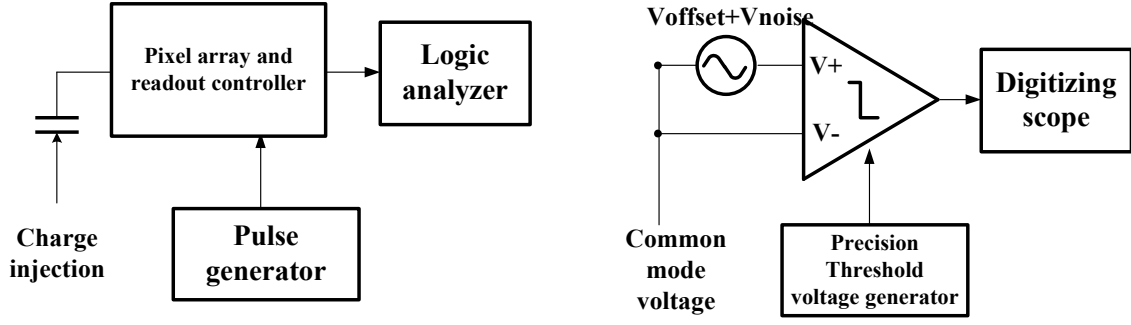 Pixel array and
readout controller
Logic
analyzer
Charge
injection
Pulse
generator
Voffset+Vnoise
V+
V-
Digitizing
scope
Common
mode
voltage
Precision
Threshold
voltage generator